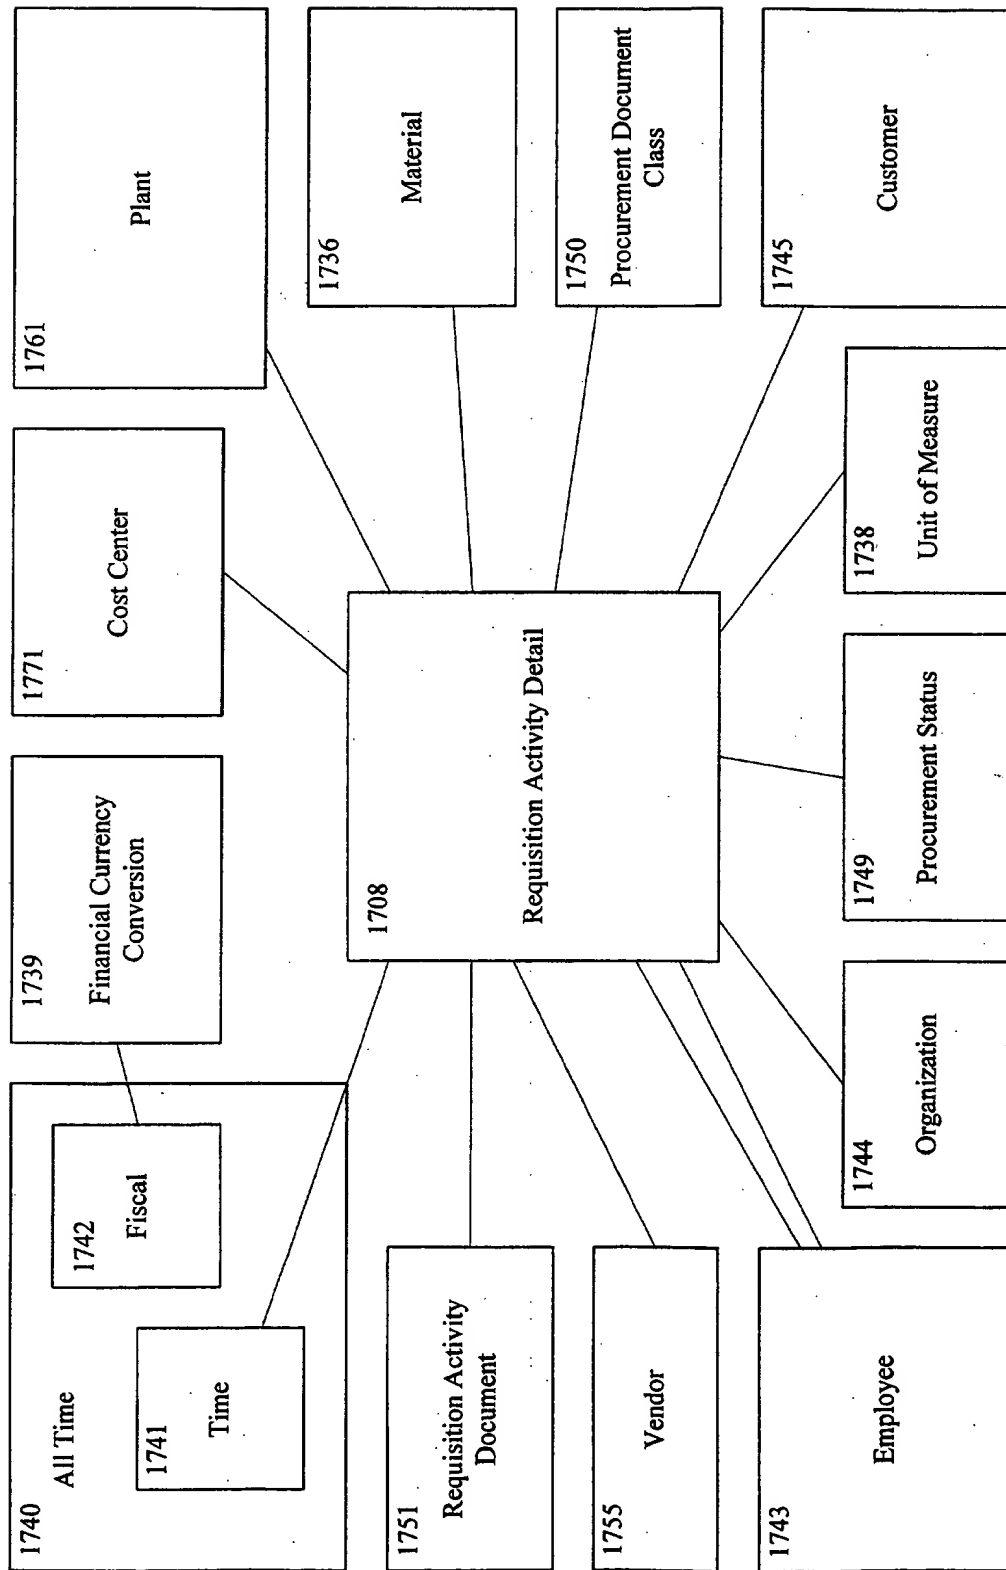 1740
All Time
1742
Fiscal
1741
Time
1739
Financial Currency
Conversion
1771
Cost Center
1761
Plant
1751
Requisition Activity
Document
1708
Requisition Activity Detail
1736
Material
1755
Vendor
1750
Procurement Document
Class
1743
Employee
1744
Organization
1749
Procurement Status
1738
Unit of Measure
1745
Customer